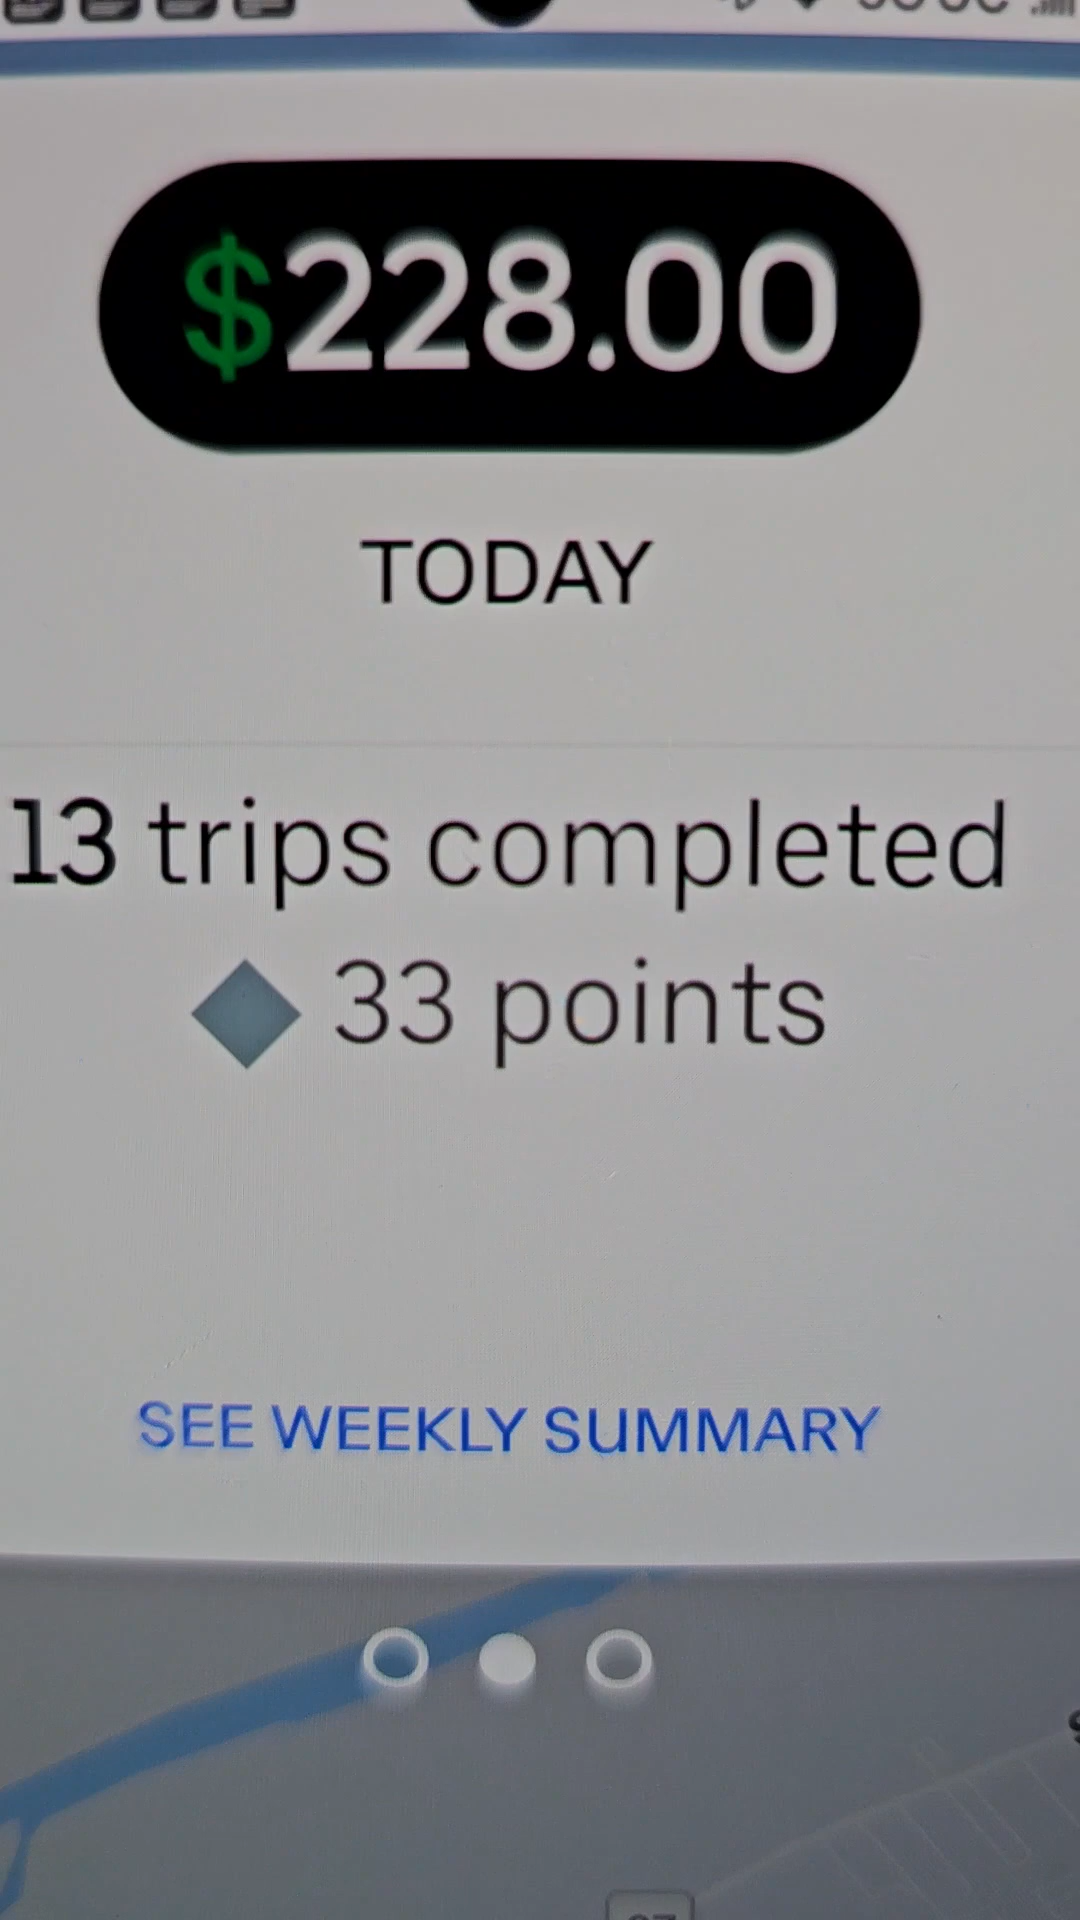 $228.00
TODAY
13 trips completed
33 points
SEE WEEKLY SUMMARY